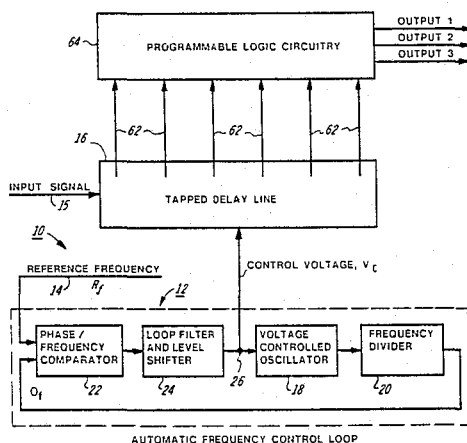 64
PROGRAMMABLE LOGIC CIRCUITRY
OUTPUT 1
OUTPUT 2
OUTPUT 3
62
62
62
16
INPUT SIGNAL
15
TAPPED DELAY LINE
10
REFERENCE FREQUENCY
14
Rf
12
CONTROL VOLTAGE, VC
PHASE /
FREQUENCY
COMPARATOR
22
LOOP FILTER
AND LEVEL
SHIFTER
24
26
VOLTAGE
CONTROLLED
OSCILLATOR
18
FREQUENCY
DIVIDER
20
Of
AUTOMATIC FREQUENCY CONTROL LOOP